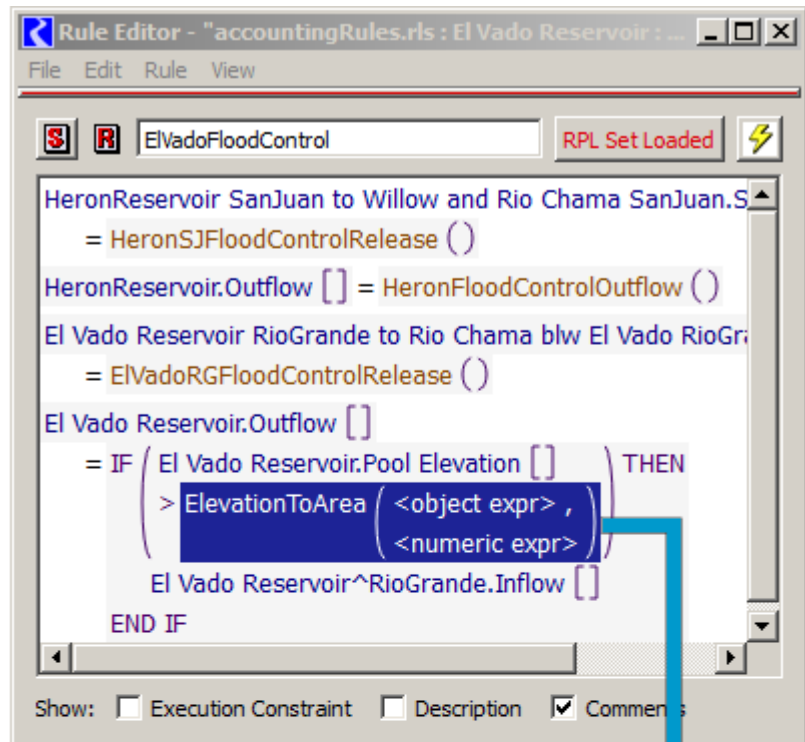 Rule Editor - "accountingRules.rls : El Vado Reservoir : ...
File Edit Rule View
S R ElVadoFloodControl RPL Set Loaded
HeronReservoir SanJuan to Willow and Rio Chama SanJuan.S
= HeronSJFloodControlRelease ()
HeronReservoir.Outflow [] = HeronFloodControlOutflow ()
El Vado Reservoir RioGrande to Rio Chama blw El Vado RioGr
= ElVadoRGFloodControlRelease ()
El Vado Reservoir.Outflow []
= IF ( El Vado Reservoir.Pool Elevation [] ) THEN
> ElevationToArea ( <object expr> ,
<numeric expr> )
El Vado Reservoir^RioGrande.Inflow []
END IF
Show: Execution Constraint Description Comments